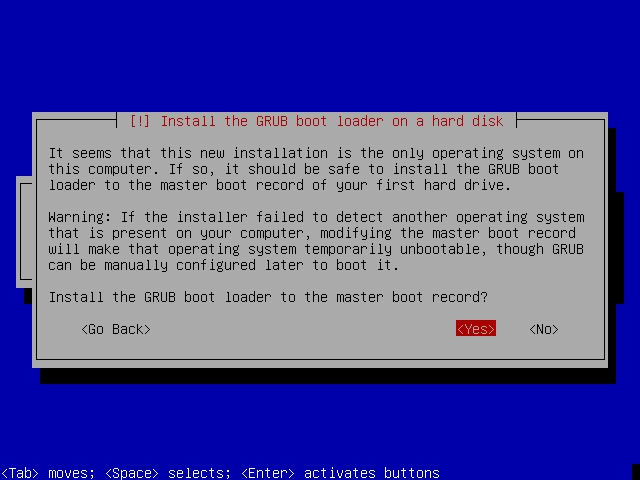 [!] Install the GRUB boot loader on a hard disk
It seems that this new installation is the only operating system on
this computer. If so, it should be safe to install the GRUB boot
loader to the master boot record of your first hard drive.
Warning: If the installer failed to detect another operating system
that is present on your computer, modifying the master boot record
will make that operating system temporarily unbootable, though GRUB
can be manually configured later to boot it.
Install the GRUB boot loader to the master boot record?
<Go Back> <Yes> <No>
<Tab> moves; <Space> selects; <Enter> activates buttons